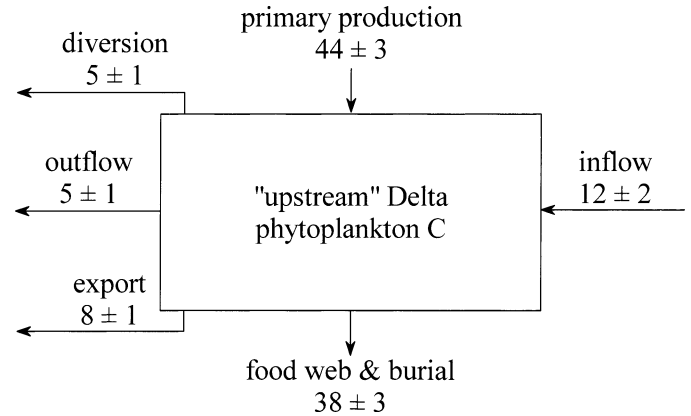 primary production
44 ± 3
diversion
5 ± 1
outflow
5 ± 1
"upstream" Delta
phytoplankton C
inflow
12 ± 2
export
8 ± 1
food web & burial
38 ± 3